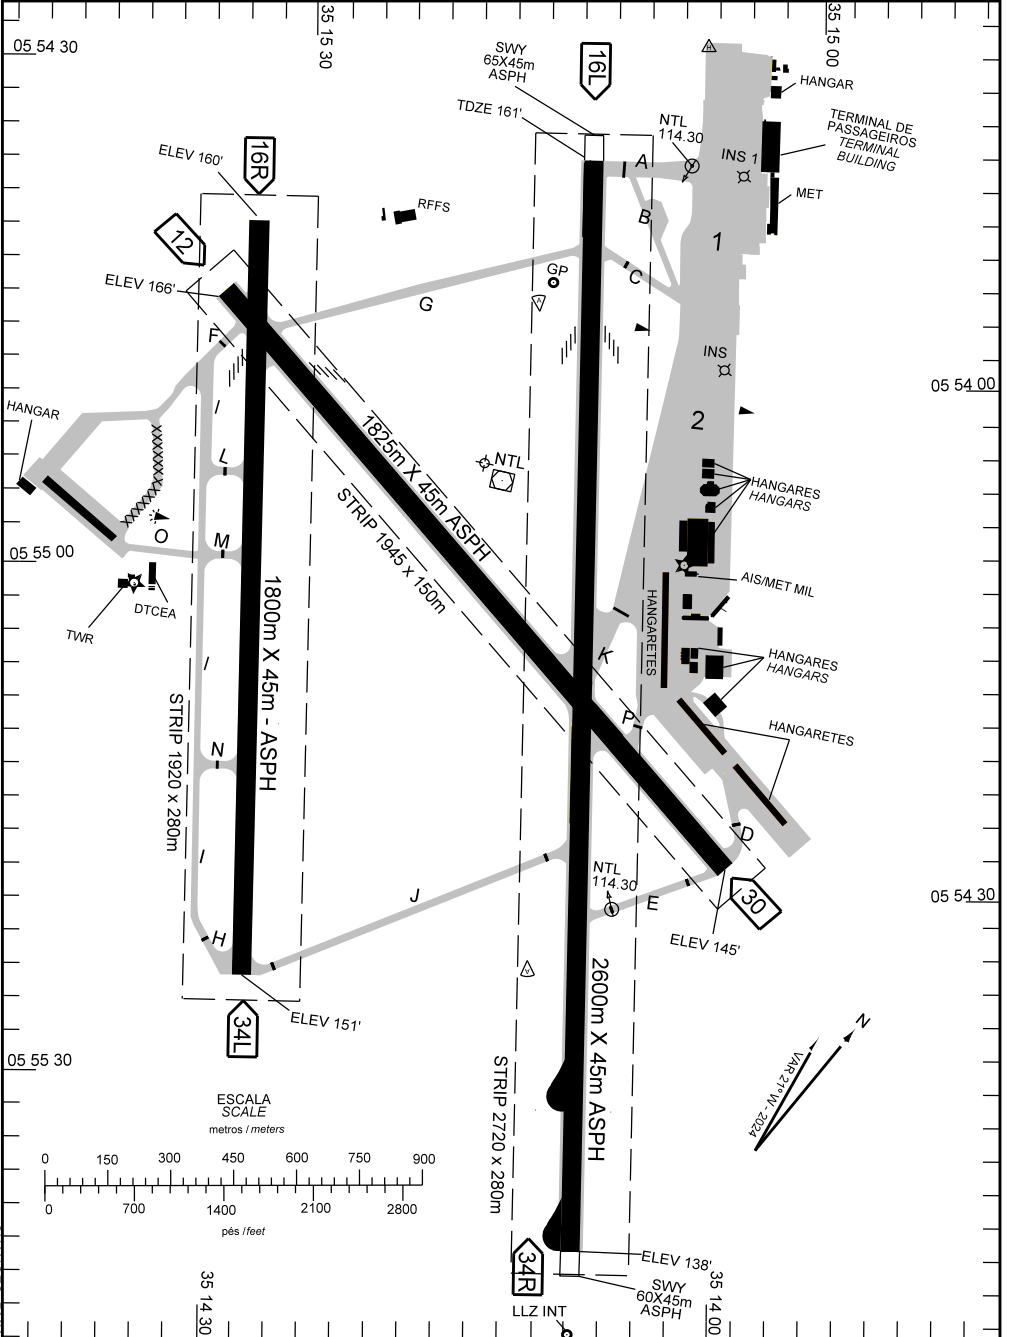 35 15 30
35 15 00
05 54 30
SWY
65X45m
ASPH
16L
HANGAR
TDZE 161'
NTL
114.30
TERMINAL DE
PASSAGEIROS
TERMINAL
BUILDING
ELEV 160'
16R
A
INS 1
MET
RFFS
B
12
1
GP
C
ELEV 166'
G
F
INS
05 54 00
I
HANGAR
1825m X 45m ASPH
2
L
NTL
HANGARES
HANGARS
STRIP 1945 x 150m
O
M
05 55 00
AIS/MET MIL
1800m X 45m - ASPH
DTCEA
HANGARETES
TWR
I
K
HANGARES
HANGARS
STRIP 1920 x 280m
P
HANGARETES
N
D
I
NTL
114.30
J
E
30
05 54 30
H
ELEV 145'
2600m X 45m ASPH
34L
ELEV 151'
N
VAR 21°W - 2024
05 55 30
STRIP 2720 x 280m
ESCALA
SCALE
metros / meters
0 150 300 450 600 750 900
0 700 1400 2100 2800
pés / feet
34R
ELEV 138'
SWY
60X45m
ASPH
LLZ INT
35 14 30
35 14 00